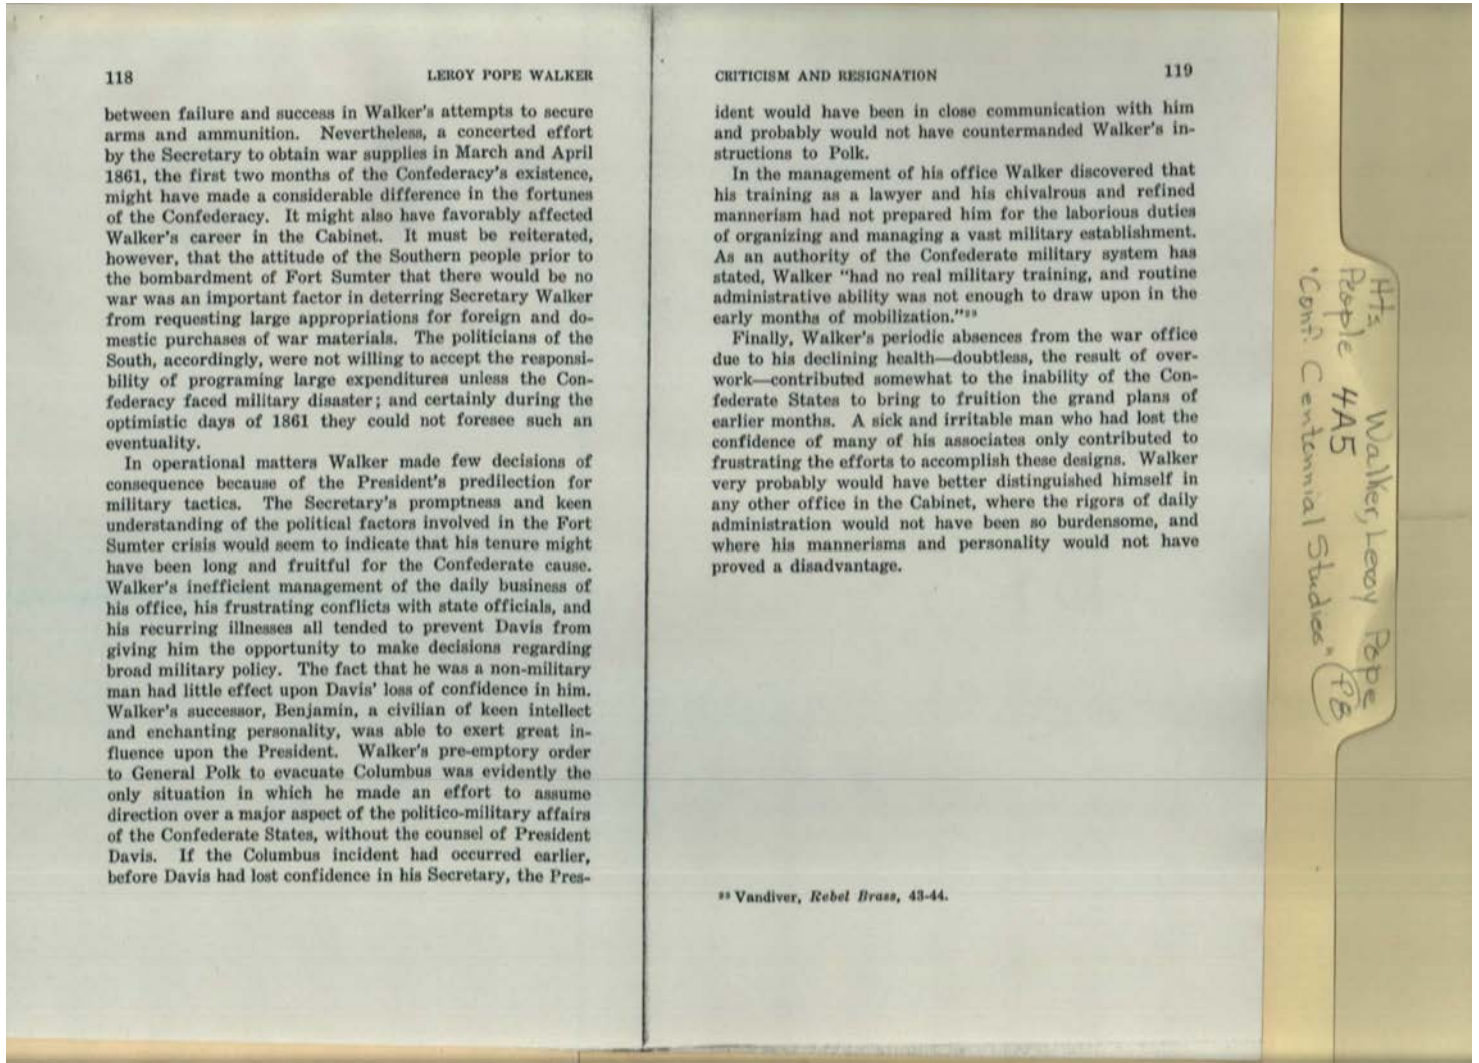 118 LEROY POPE WALKER
between failure and success in Walker's attempts to secure
arms and ammunition. Nevertheless, a concerted effort
by the Secretary to obtain war supplies in March and April
1861, the first two months of the Confederacy's existence,
might have made a considerable difference in the fortunes
of the Confederacy. It might also have favorably affected
Walker's career in the Cabinet. It must be reiterated,
however, that the attitude of the Southern people prior to
the bombardment of Fort Sumter that there would be no
war was an important factor in deterring Secretary Walker
from requesting large appropriations for foreign and do-
mestic purchases of war materials. The politicians of the
South, accordingly, were not willing to accept the responsi-
bility of programing large expenditures unless the Con-
federacy faced military disaster; and certainly during the
optimistic days of 1861 they could not foresee such an
eventuality.
In operational matters Walker made few decisions of
consequence because of the President's predilection for
military tactics. The Secretary's promptness and keen
understanding of the political factors involved in the Fort
Sumter crisis would seem to indicate that his tenure might
have been long and fruitful for the Confederate cause.
Walker's inefficient management of the daily business of
his office, his frustrating conflicts with state officials, and
his recurring illnesses all tended to prevent Davis from
giving him the opportunity to make decisions regarding
broad military policy. The fact that he was a non-military
man had little effect upon Davis' loss of confidence in him.
Walker's successor, Benjamin, a civilian of keen intellect
and enchanting personality, was able to exert great in-
fluence upon the President. Walker's pre-emptory order
to General Polk to evacuate Columbus was evidently the
only situation in which he made an effort to assume
direction over a major aspect of the politico-military affairs
of the Confederate States, without the counsel of President
Davis. If the Columbus incident had occurred earlier,
before Davis had lost confidence in his Secretary, the Pres-
CRITICISM AND RESIGNATION 119
ident would have been in close communication with him
and probably would not have countermanded Walker's in-
structions to Polk.
In the management of his office Walker discovered that
his training as a lawyer and his chivalrous and refined
mannerism had not prepared him for the laborious duties
of organizing and managing a vast military establishment.
As an authority of the Confederate military system has
stated, Walker "had no real military training, and routine
administrative ability was not enough to draw upon in the
early months of mobilization."⁹³
Finally, Walker's periodic absences from the war office
due to his declining health—doubtless, the result of over-
work—contributed somewhat to the inability of the Con-
federate States to bring to fruition the grand plans of
earlier months. A sick and irritable man who had lost the
confidence of many of his associates only contributed to
frustrating the efforts to accomplish these designs. Walker
very probably would have better distinguished himself in
any other office in the Cabinet, where the rigors of daily
administration would not have been so burdensome, and
where his mannerisms and personality would not have
proved a disadvantage.
Vandiver, Rebel Brass, 43-44.
Walker, Leroy Pope
People 4A5
"Conf. Centennial Studies" P8